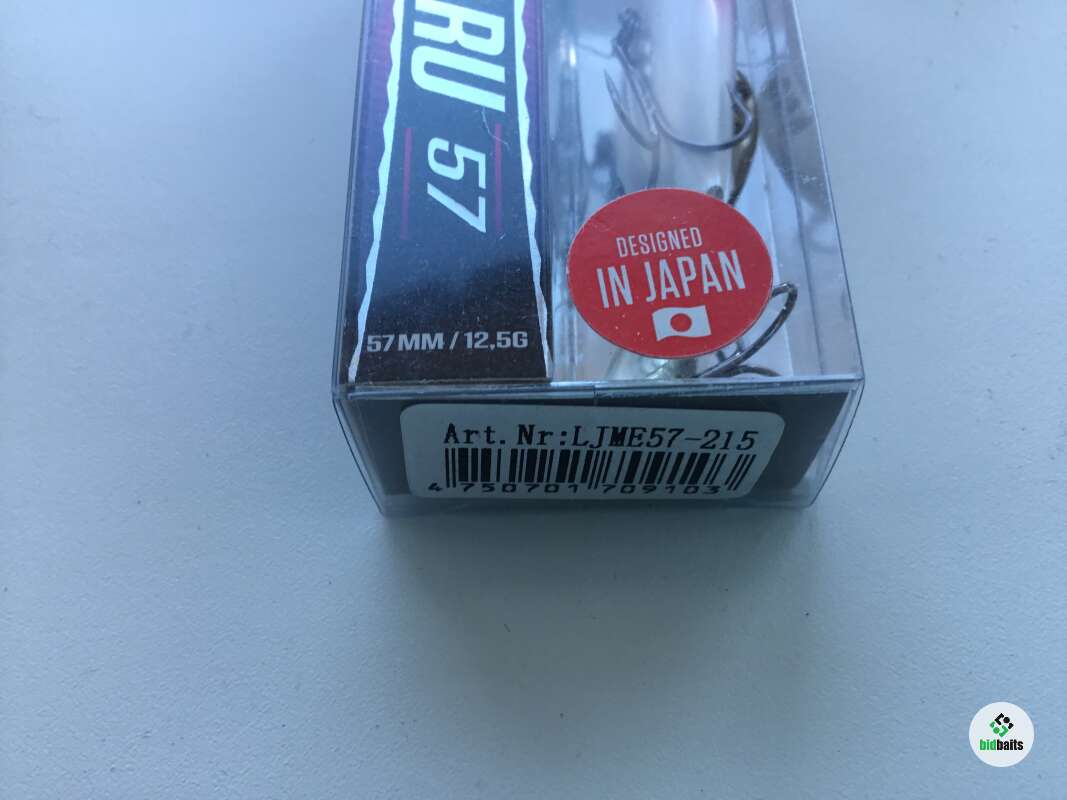 RU 57
DESIGNED
IN JAPAN
57MM / 12,5G
Art.Nr:LJME57-215
4 750701 709103
bidbaits